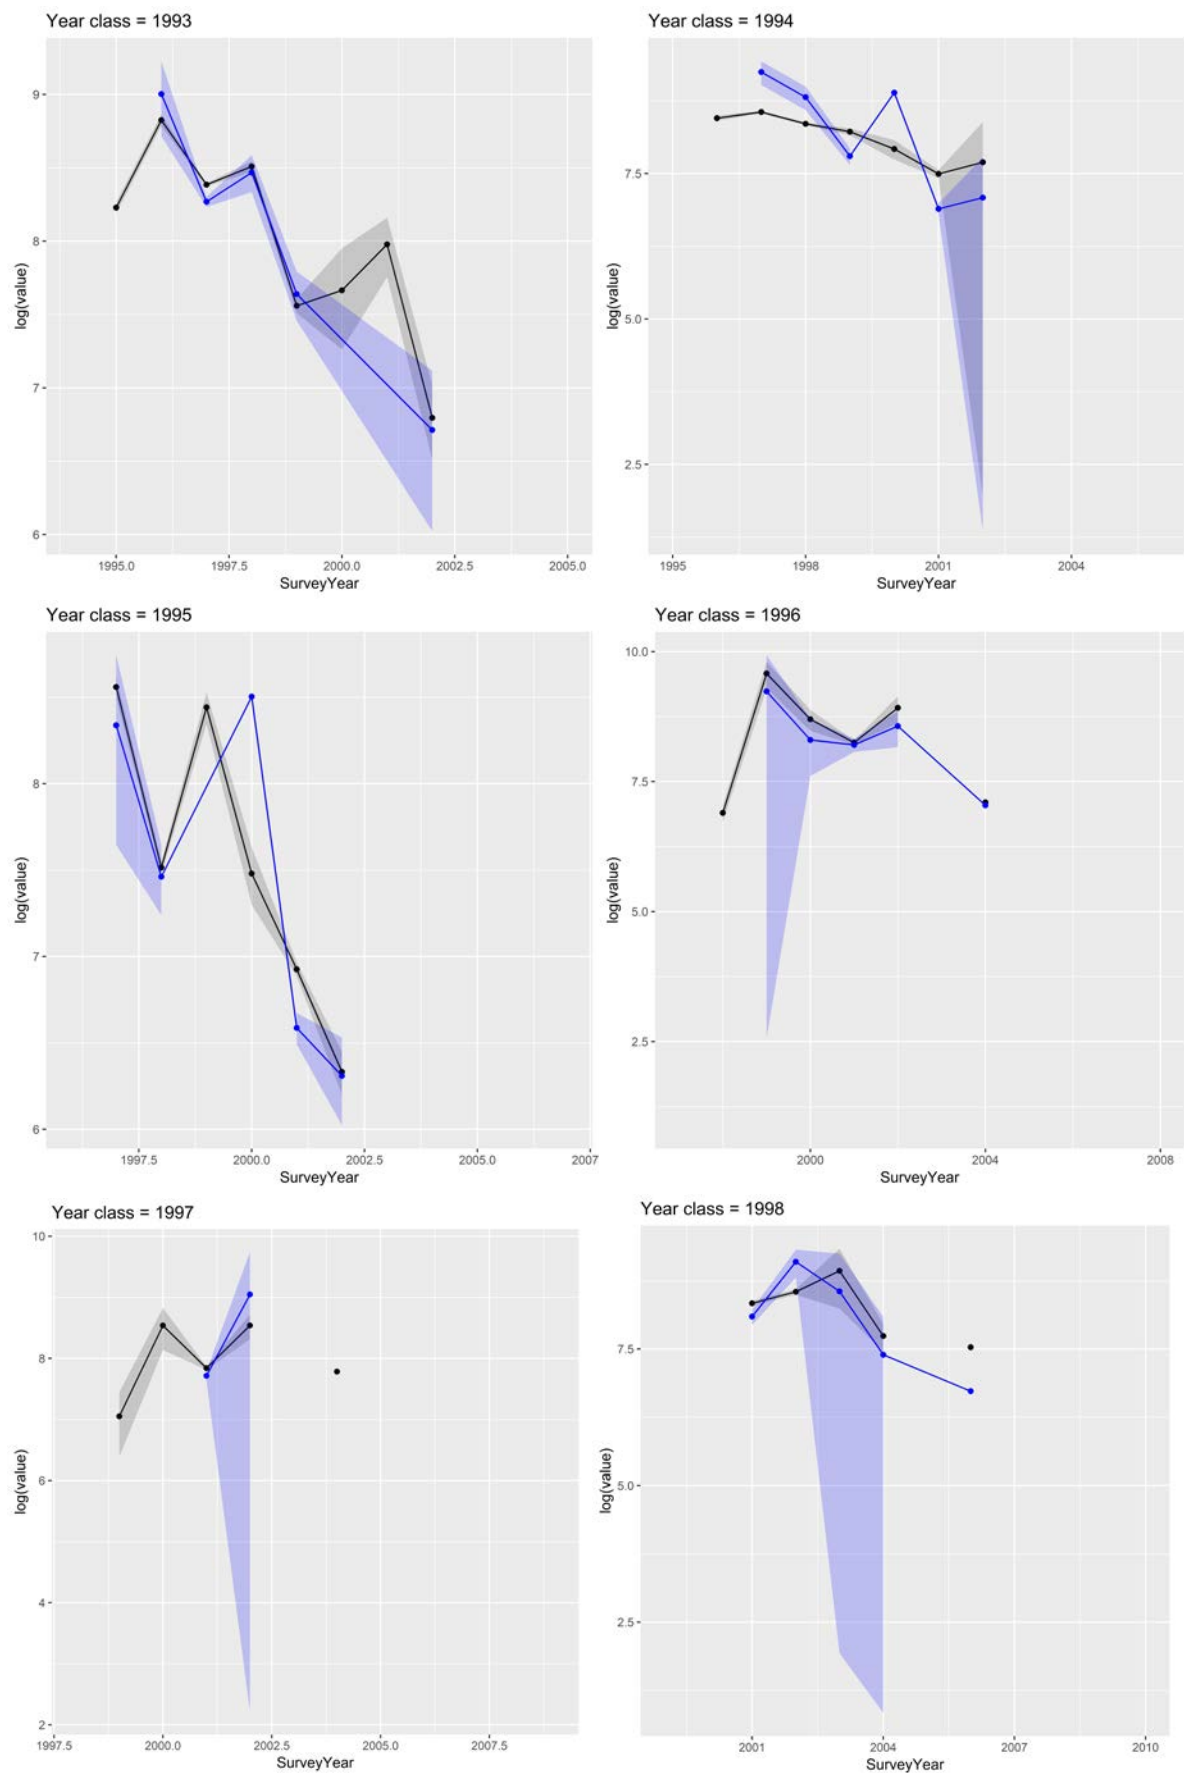 Year class = 1993
9
8
7
6
log(value)
1995.0 1997.5 2000.0 2002.5 2005.0
SurveyYear
Year class = 1994
7.5
5.0
2.5
log(value)
1995 1998 2001 2004
SurveyYear
Year class = 1995
8
7
6
log(value)
1997.5 2000.0 2002.5 2005.0 2007
SurveyYear
Year class = 1996
10.0
7.5
5.0
2.5
log(value)
2000 2004 2008
SurveyYear
Year class = 1997
10
8
6
4
2
log(value)
1997.5 2000.0 2002.5 2005.0 2007.5
SurveyYear
Year class = 1998
7.5
5.0
2.5
log(value)
2001 2004 2007 2010
SurveyYear